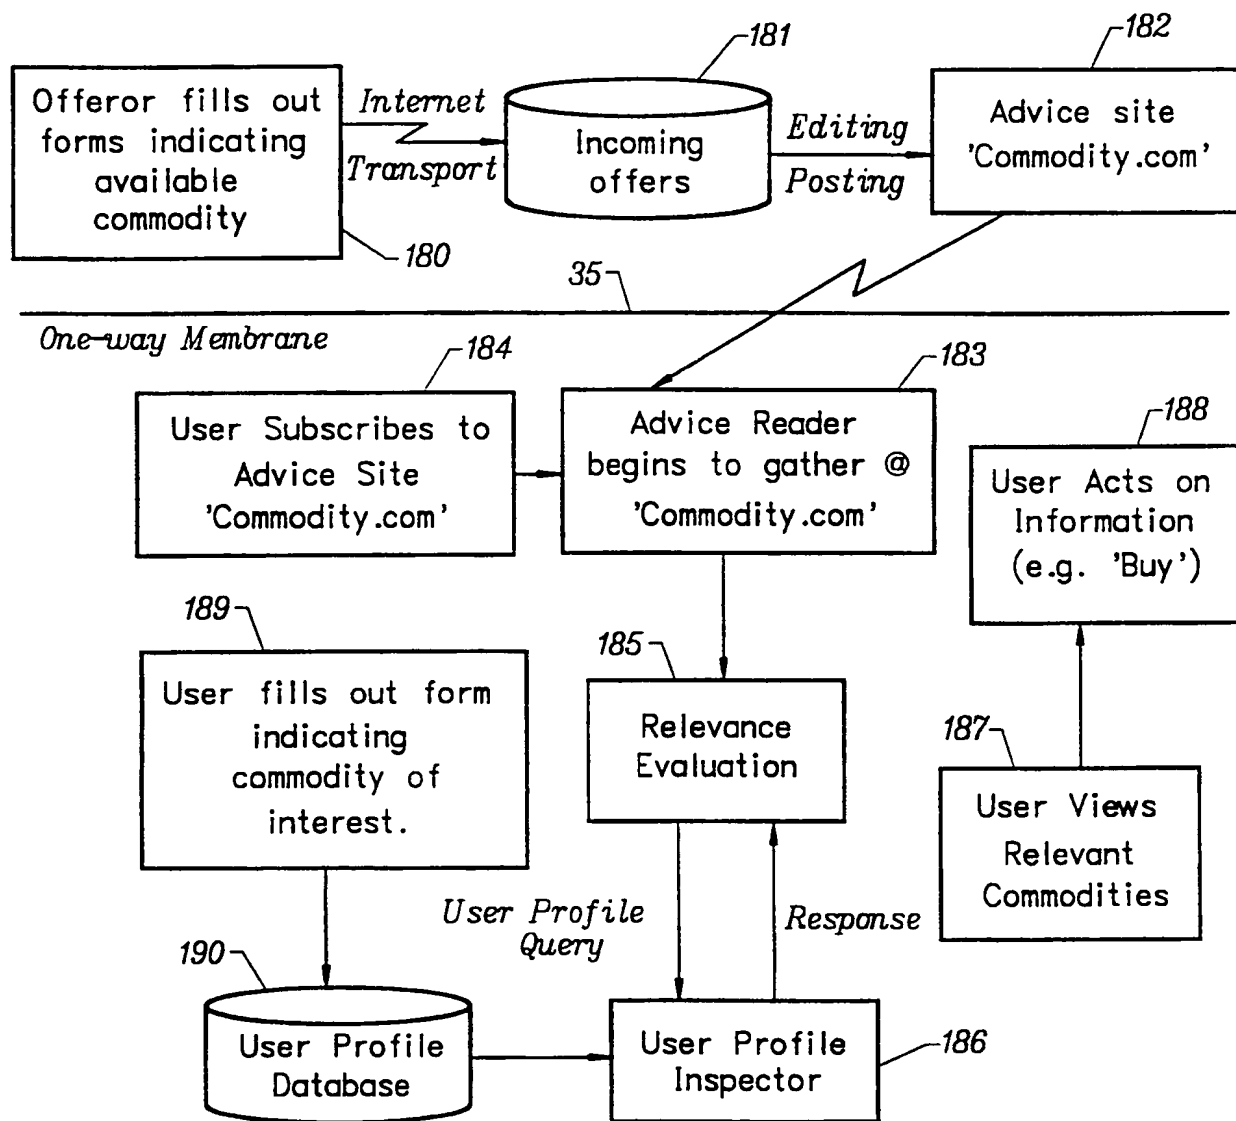 181
182
Offeror fills out
forms indicating
available
commodity
Internet
Transport
Incoming
offers
Editing
Posting
Advice site
'Commodity.com'
180
35
One-way Membrane
184
183
User Subscribes to
Advice Site
'Commodity.com'
Advice Reader
begins to gather @
'Commodity.com'
188
User Acts on
Information
(e.g. 'Buy')
189
User fills out form
indicating
commodity of
interest.
185
Relevance
Evaluation
187
User Views
Relevant
Commodities
User Profile
Query
Response
190
User Profile
Database
User Profile
Inspector
186